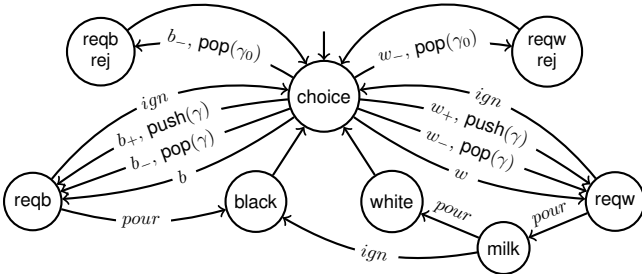 reqb
rej
b₋, pop(γ₀)
w₋, pop(γ₀)
reqw
rej
choice
ign
ign
b₊, push(γ)
w₊, push(γ)
b₋, pop(γ)
w₋, pop(γ)
b
w
reqb
black
white
reqw
pour
pour
pour
ign
milk